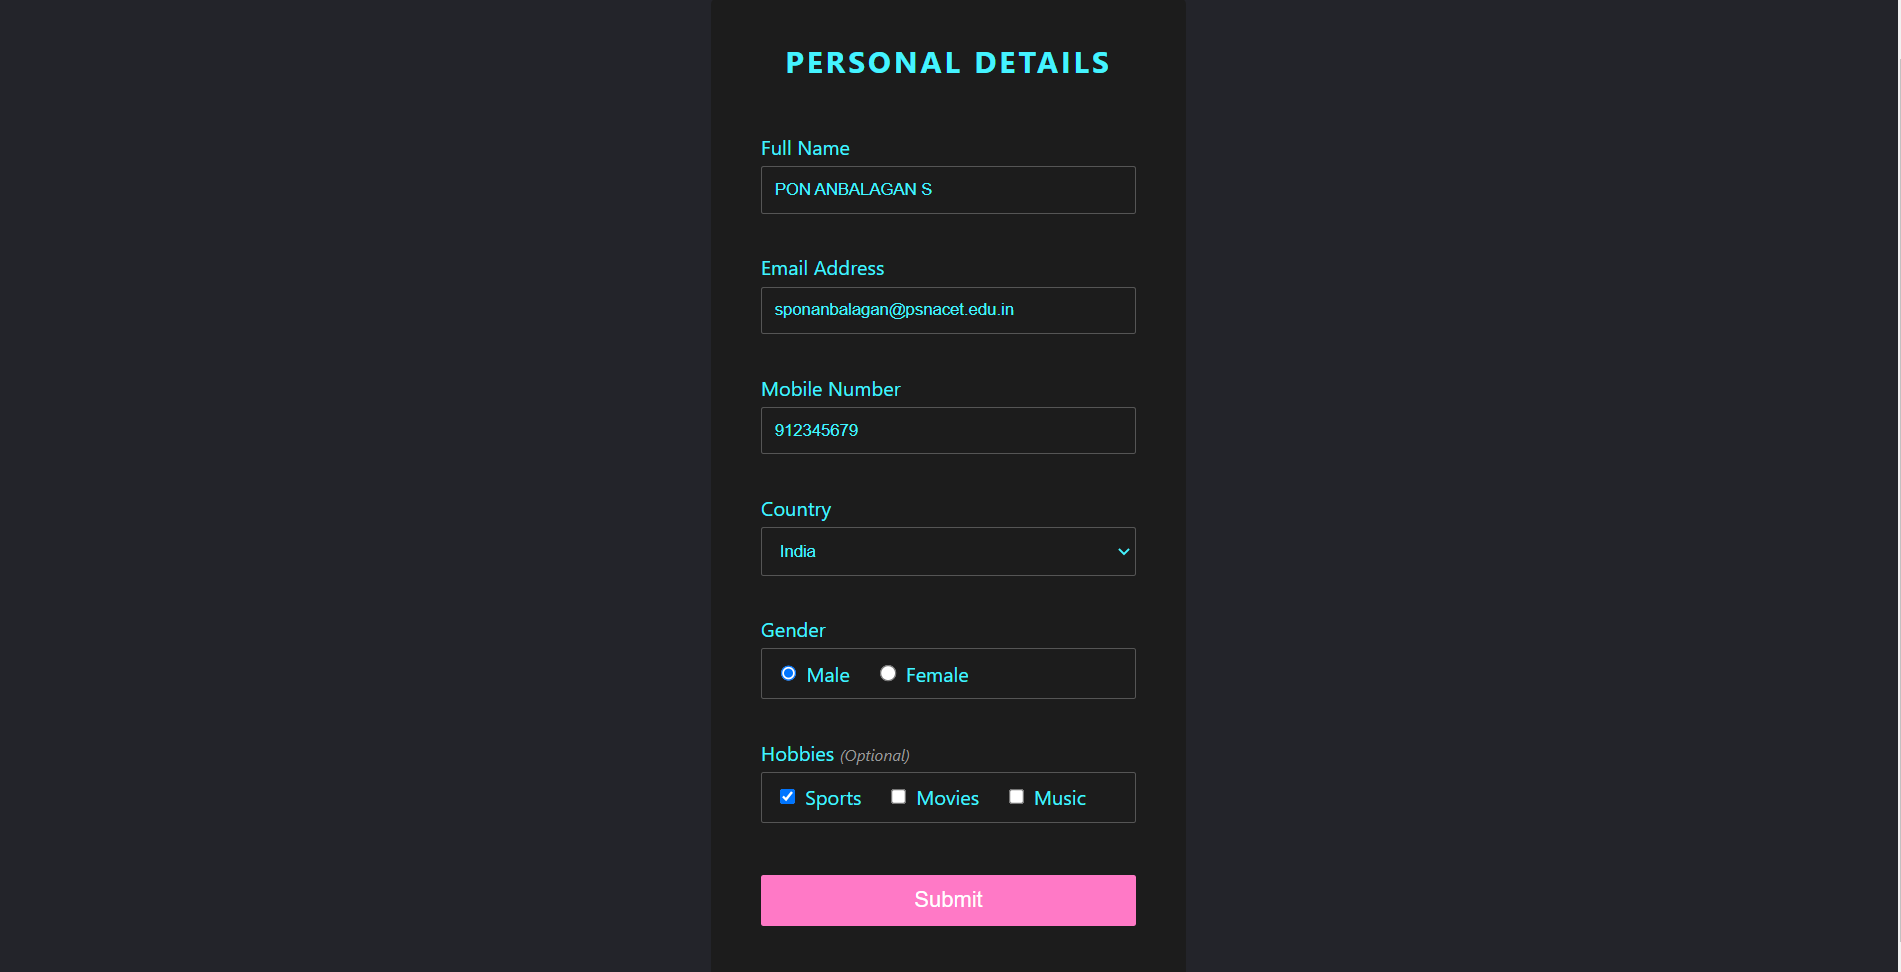 PERSONAL DETAILS
Full Name
PON ANBALAGAN S
Email Address
sponanbalagan@psnacet.edu.in
Mobile Number
912345679
Country
India
Gender
Male Female
Hobbies (Optional)
Sports Movies Music
Submit